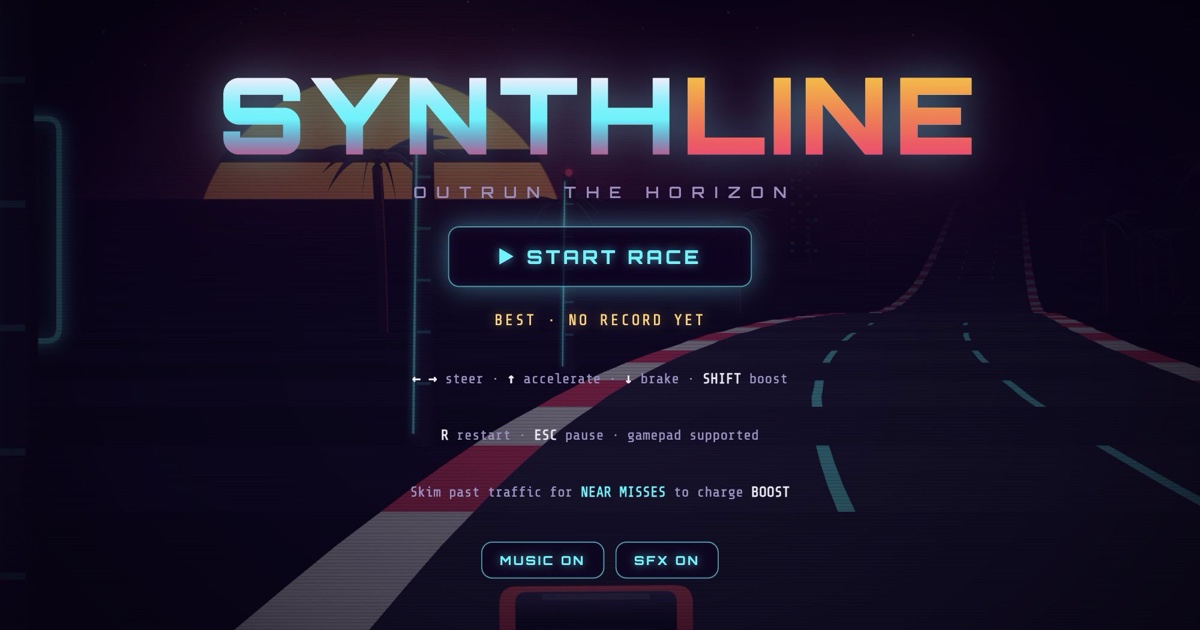 SYNTHLINE
OUTRUN THE HORIZON
▶ START RACE
BEST · NO RECORD YET
← → steer · ↑ accelerate · ↓ brake · SHIFT boost
R restart · ESC pause · gamepad supported
Skim past traffic for NEAR MISSES to charge BOOST
MUSIC ON
SFX ON